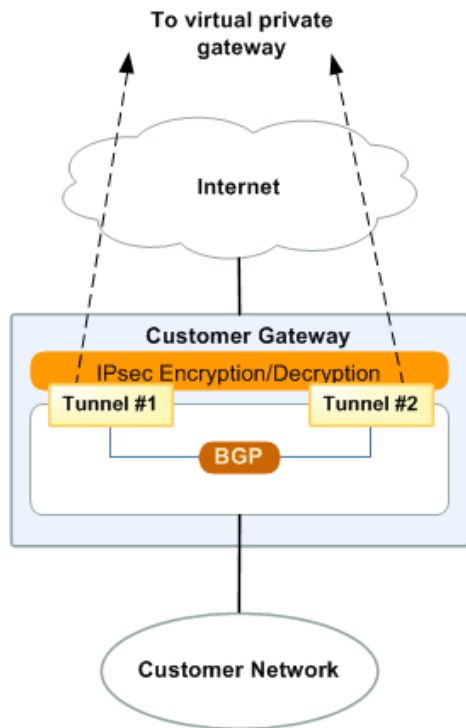 To virtual private
gateway
Internet
Customer Gateway
IPsec Encryption/Decryption
Tunnel #1
Tunnel #2
BGP
Customer Network